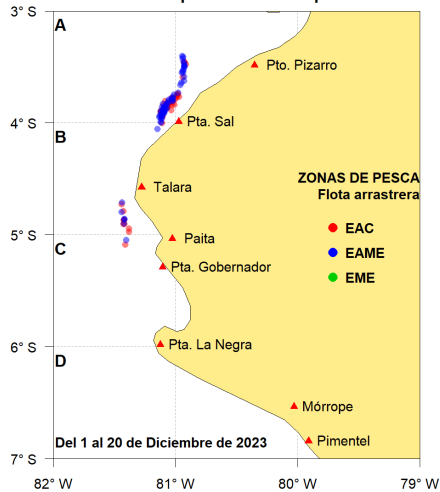 3° S
A
Pto. Pizarro
4° S
Pta. Sal
B
ZONAS DE PESCA
Talara
Flota arrastrera
EAC
5° S
Paita
C
EAME
Pta. Gobernador
EME
6° S
Pta. La Negra
D
Mórrope
Del 1 al 20 de Diciembre de 2023
Pimentel
7° S
82° W
81° W
80° W
79° W